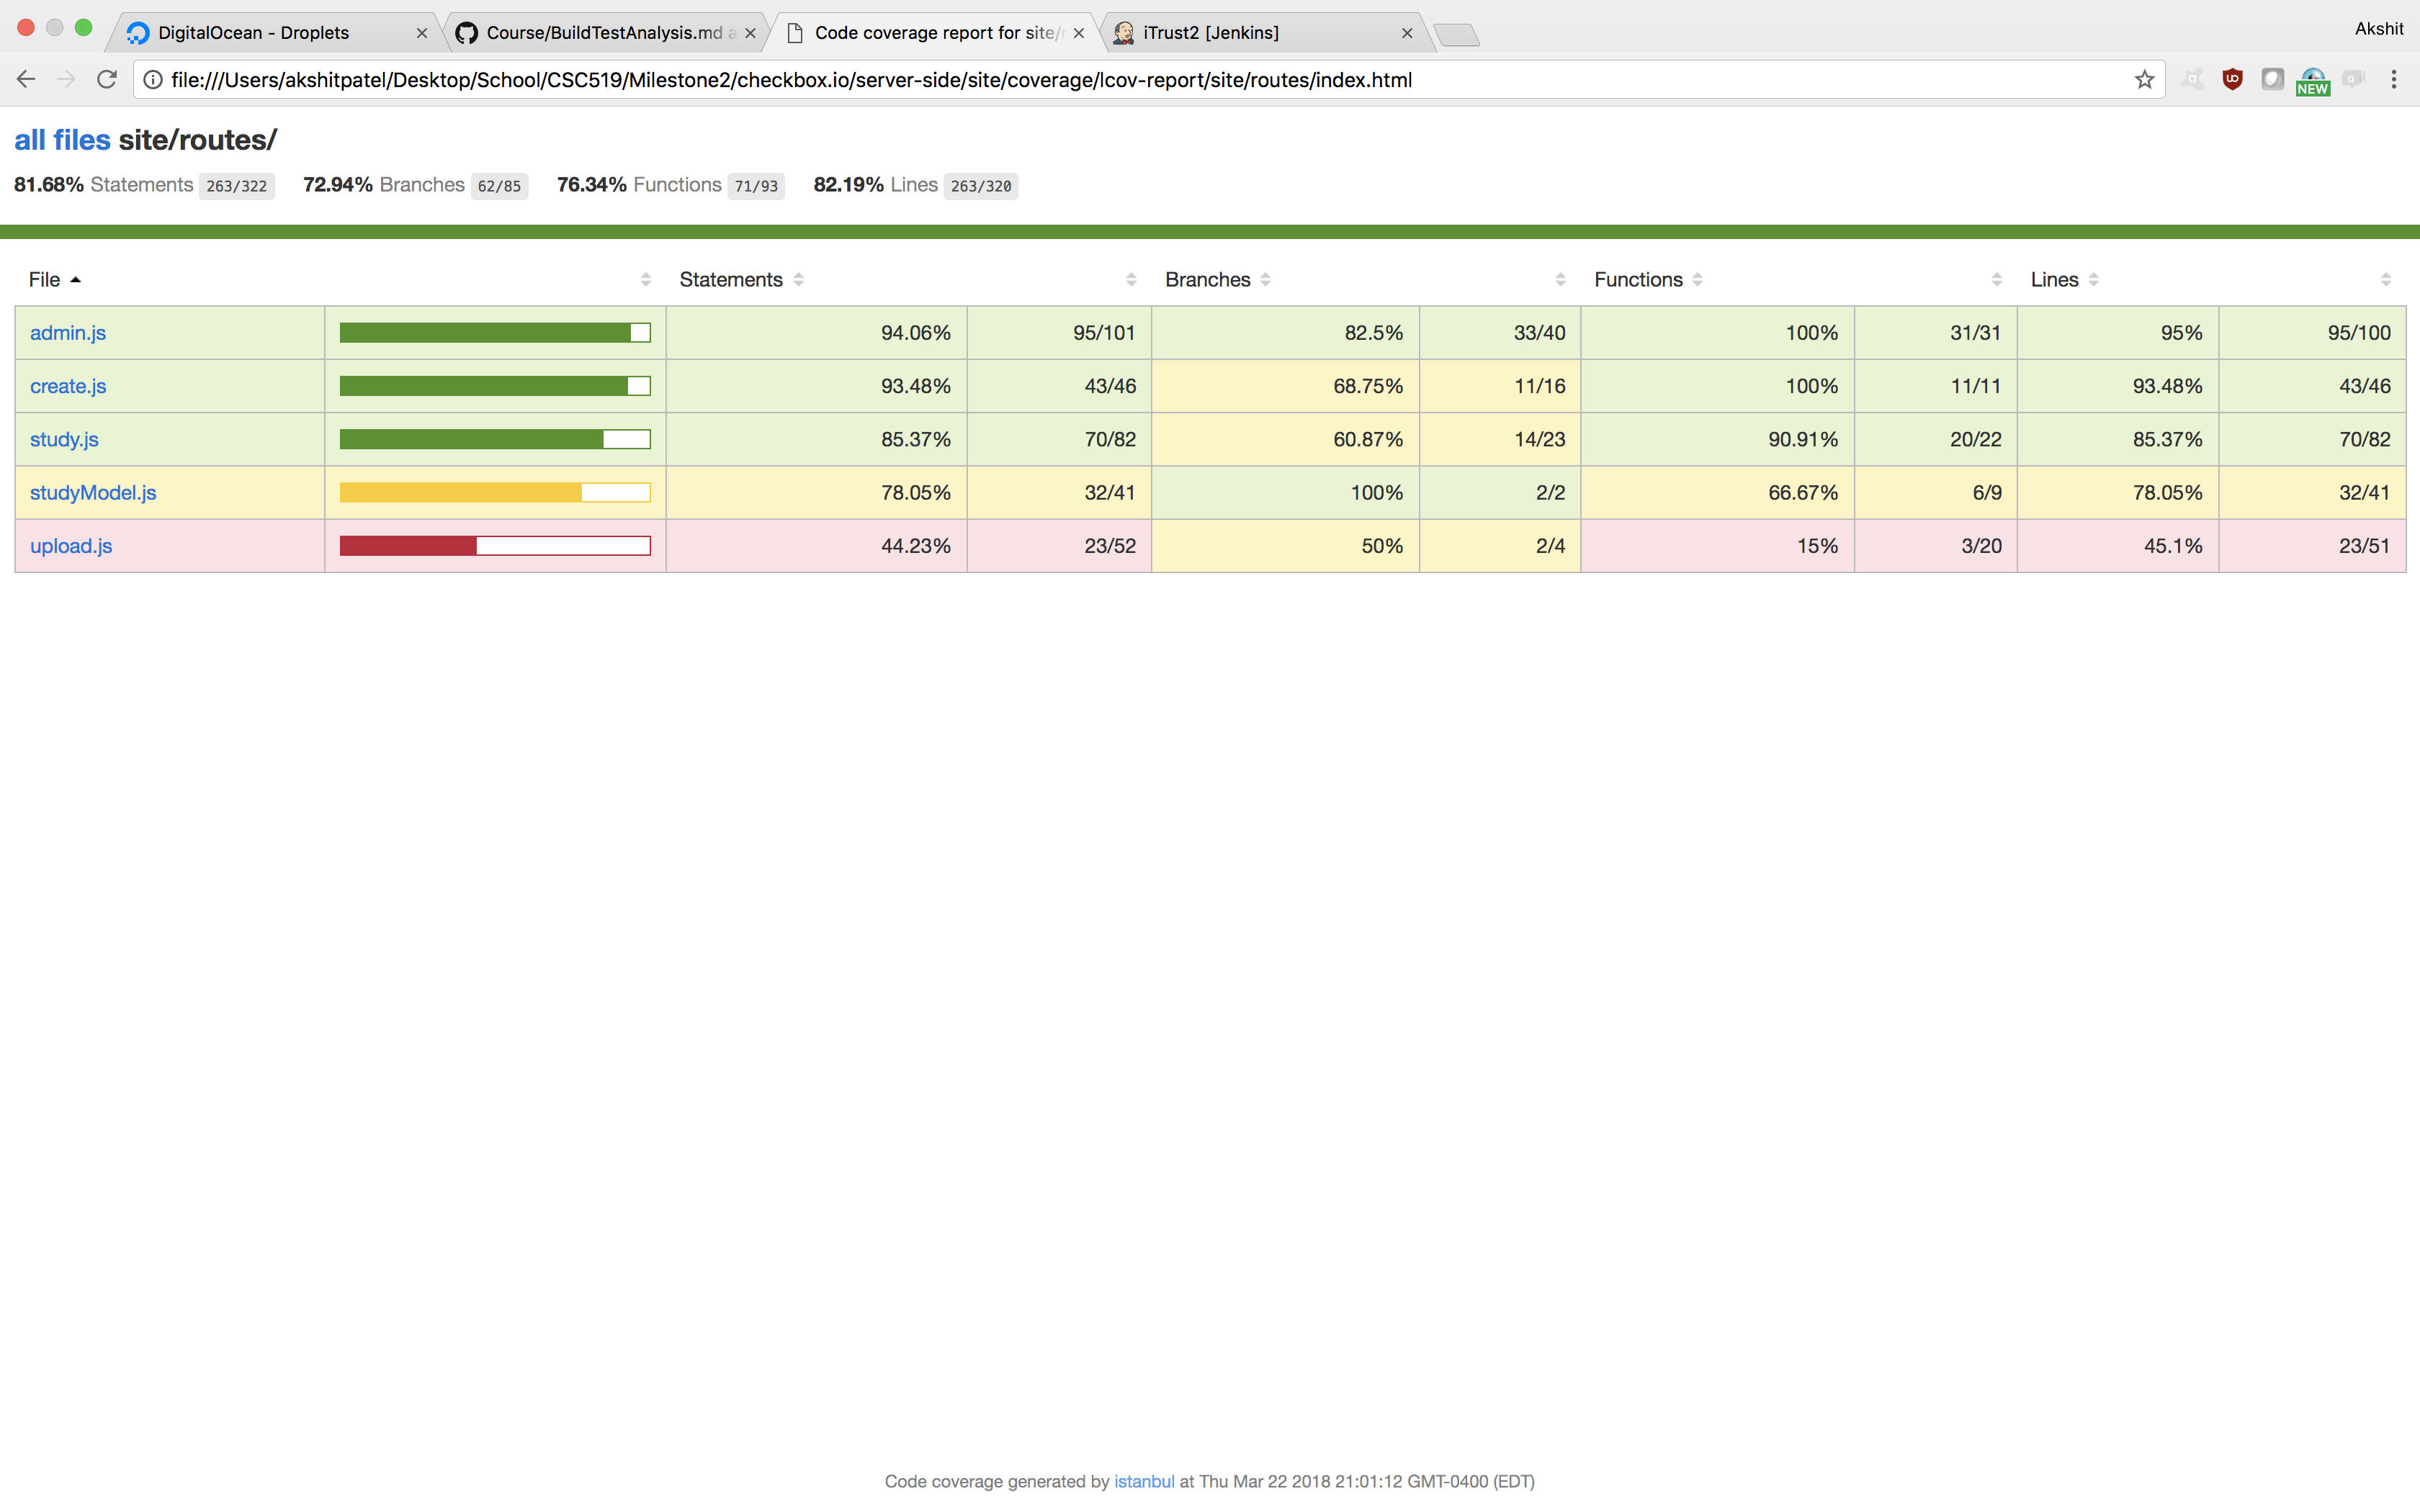 DigitalOcean - Droplets
Course/BuildTestAnalysis.md a
Code coverage report for site/
iTrust2 [Jenkins]
Akshit
file:///Users/akshitpatel/Desktop/School/CSC519/Milestone2/checkbox.io/server-side/site/coverage/lcov-report/site/routes/index.html
NEW
all files site/routes/
81.68% Statements 263/322 72.94% Branches 62/85 76.34% Functions 71/93 82.19% Lines 263/320
File Statements Branches Functions Lines
admin.js 94.06% 95/101 82.5% 33/40 100% 31/31 95% 95/100
create.js 93.48% 43/46 68.75% 11/16 100% 11/11 93.48% 43/46
study.js 85.37% 70/82 60.87% 14/23 90.91% 20/22 85.37% 70/82
studyModel.js 78.05% 32/41 100% 2/2 66.67% 6/9 78.05% 32/41
upload.js 44.23% 23/52 50% 2/4 15% 3/20 45.1% 23/51
Code coverage generated by istanbul at Thu Mar 22 2018 21:01:12 GMT-0400 (EDT)